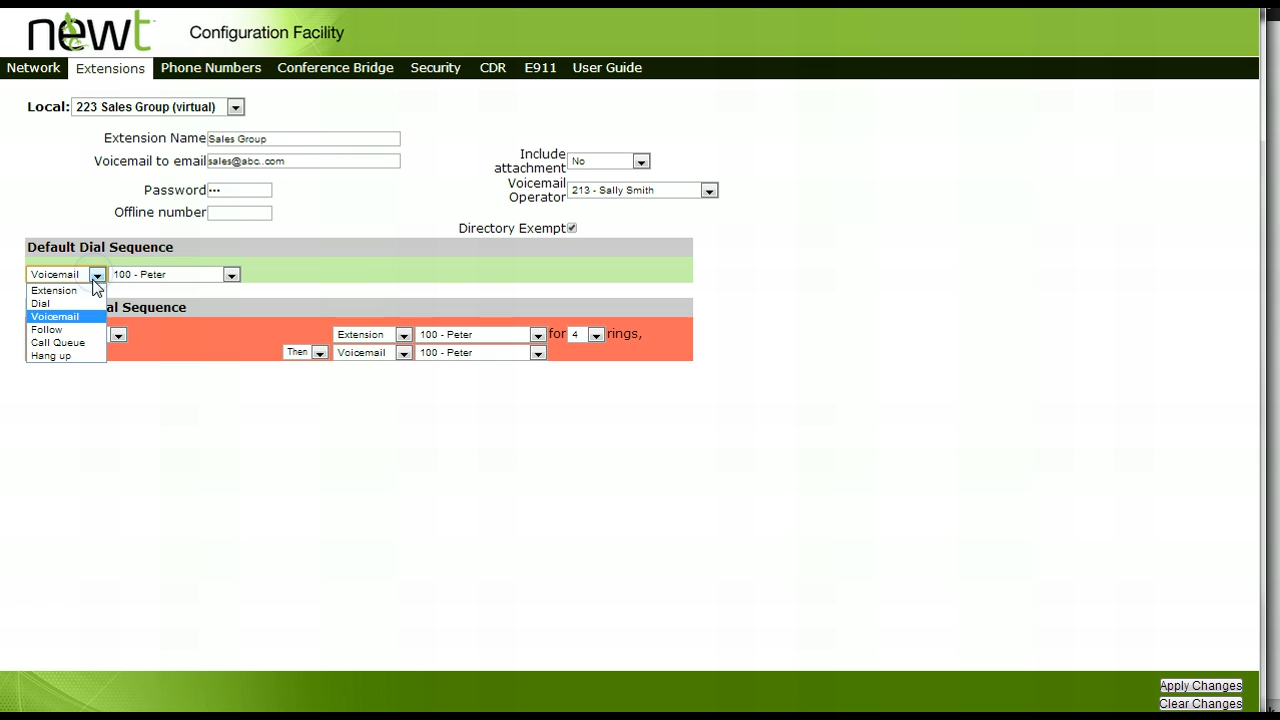 newt Configuration Facility
Network Extensions Phone Numbers Conference Bridge Security CDR E911 User Guide
Local: 223 Sales Group (virtual)
Extension Name Sales Group
Voicemail to email sales@abc..com
Include attachment No
Password •••
Voicemail Operator 213 - Sally Smith
Offline number
Directory Exempt
Default Dial Sequence
Voicemail 100 - Peter
Extension
Dial
Voicemail
Follow
Call Queue
Hang up
al Sequence
Extension 100 - Peter for 4 rings,
Then Voicemail 100 - Peter
Apply Changes
Clear Changes